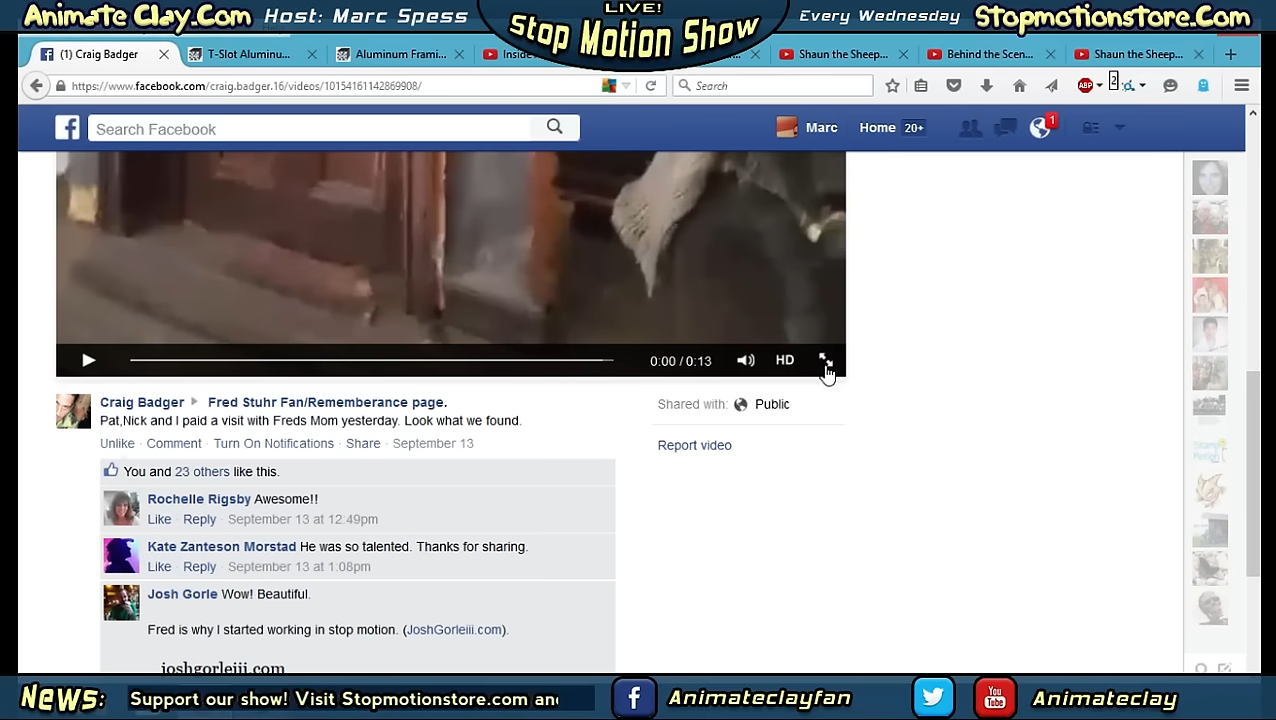 Animate Clay.Com Host: Marc Spess LIVE! Stop Motion Show Every Wednesday Stopmotionstore.Com
(1) Craig Badger T-Slot Aluminu... Aluminum Frami... Inside Shaun the Sheep... Behind the Scen... Shaun the Sheep...
https://www.facebook.com/craig.badger.16/videos/10154161142869908/ Search ABP 2
Search Facebook Marc Home 20+ 1
0:00 / 0:13 HD
Craig Badger Fred Stuhr Fan/Rememberance page.
Shared with: Public
Pat,Nick and I paid a visit with Freds Mom yesterday. Look what we found.
Unlike · Comment · Turn On Notifications · Share · September 13
Report video
You and 23 others like this.
Rochelle Rigsby Awesome!!
Like · Reply · September 13 at 12:49pm
Kate Zanteson Morstad He was so talented. Thanks for sharing.
Like · Reply · September 13 at 1:08pm
Josh Gorle Wow! Beautiful.
Fred is why I started working in stop motion. (JoshGorleiii.com).
joshgorleiii.com
News: Support our show! Visit Stopmotionstore.com and Animateclayfan You Tube Animateclay